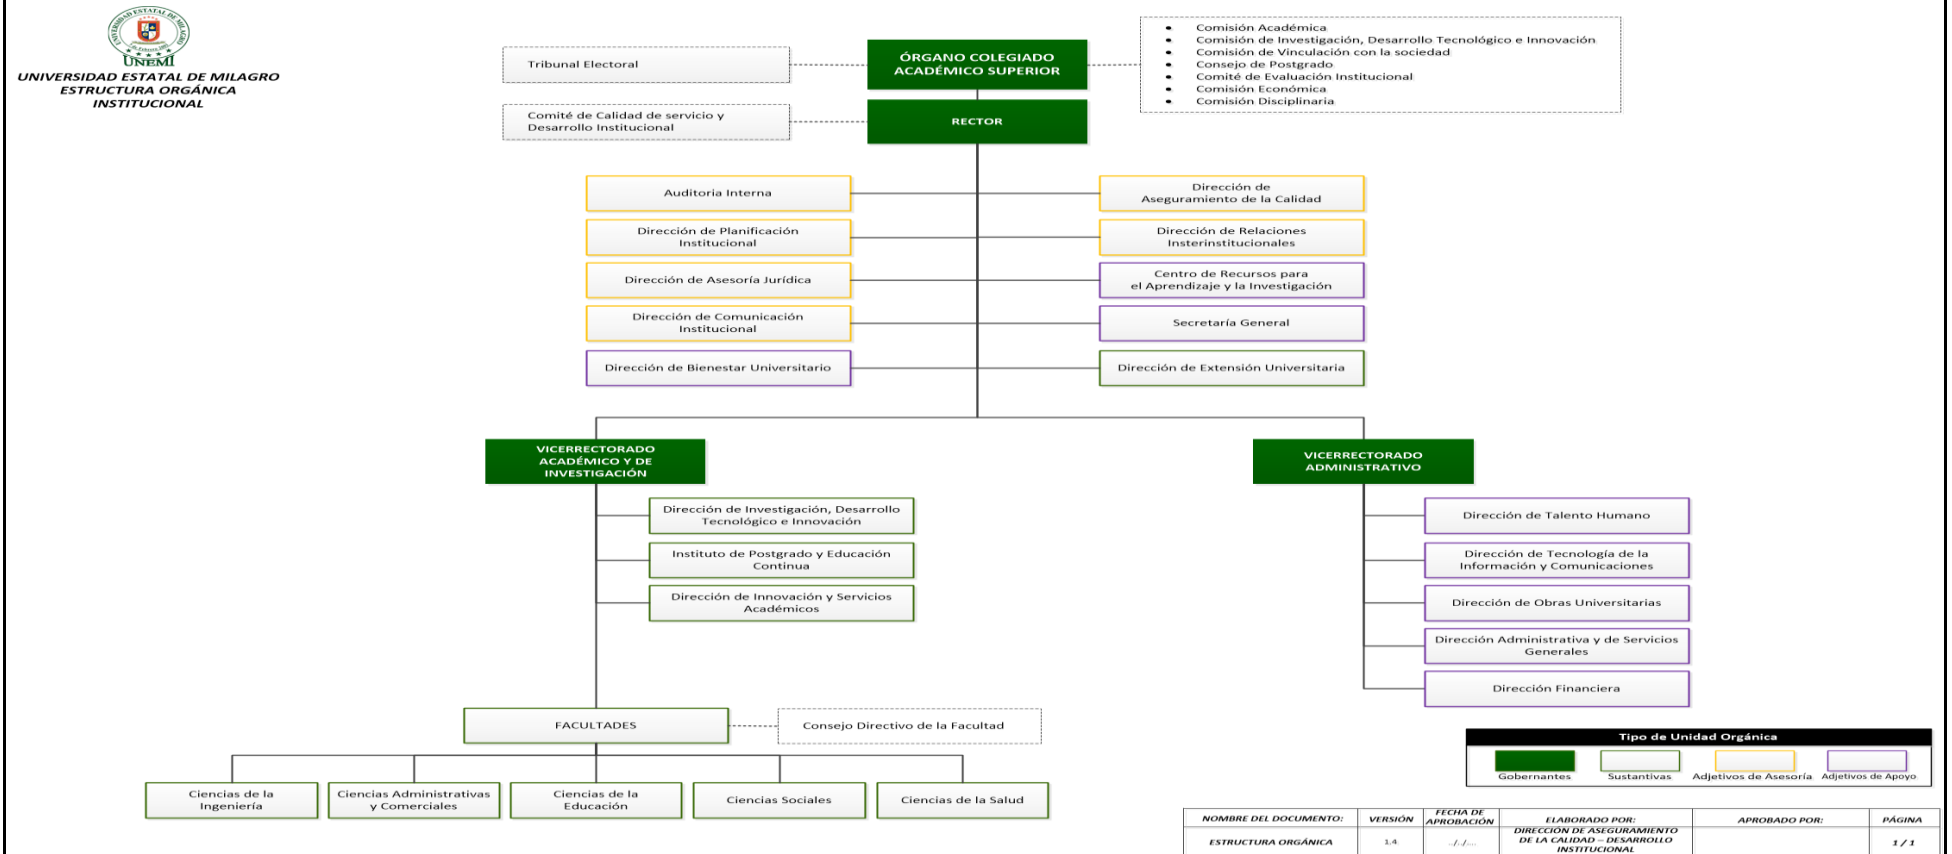 UNIVERSIDAD ESTATAL DE MILAGRO
UNEMI
UNIVERSIDAD ESTATAL DE MILAGRO
ESTRUCTURA ORGÁNICA
INSTITUCIONAL
Tribunal Electoral
ÓRGANO COLEGIADO
ACADÉMICO SUPERIOR
• Comisión Académica
• Comisión de Investigación, Desarrollo Tecnológico e Innovación
• Comisión de Vinculación con la sociedad
• Consejo de Postgrado
• Comité de Evaluación Institucional
• Comisión Económica
• Comisión Disciplinaria
Comité de Calidad de servicio y
Desarrollo Institucional
RECTOR
Auditoria Interna
Dirección de
Aseguramiento de la Calidad
Dirección de Planificación
Institucional
Dirección de Relaciones
Insterinstitucionales
Dirección de Asesoría Jurídica
Centro de Recursos para
el Aprendizaje y la Investigación
Dirección de Comunicación
Institucional
Secretaría General
Dirección de Bienestar Universitario
Dirección de Extensión Universitaria
VICERRECTORADO
ACADÉMICO Y DE
INVESTIGACIÓN
VICERRECTORADO
ADMINISTRATIVO
Dirección de Investigación, Desarrollo
Tecnológico e Innovación
Instituto de Postgrado y Educación
Continua
Dirección de Innovación y Servicios
Académicos
Dirección de Talento Humano
Dirección de Tecnología de la
Información y Comunicaciones
Dirección de Obras Universitarias
Dirección Administrativa y de Servicios
Generales
Dirección Financiera
FACULTADES
Consejo Directivo de la Facultad
Ciencias de la
Ingeniería
Ciencias Administrativas
y Comerciales
Ciencias de la
Educación
Ciencias Sociales
Ciencias de la Salud
Tipo de Unidad Orgánica
Gobernantes
Sustantivas
Adjetivos de Asesoría
Adjetivos de Apoyo
NOMBRE DEL DOCUMENTO:
VERSIÓN
FECHA DE
APROBACIÓN
ELABORADO POR:
APROBADO POR:
PÁGINA
ESTRUCTURA ORGÁNICA
1.4
../../....
DIRECCIÓN DE ASEGURAMIENTO
DE LA CALIDAD – DESARROLLO
INSTITUCIONAL
1 / 1